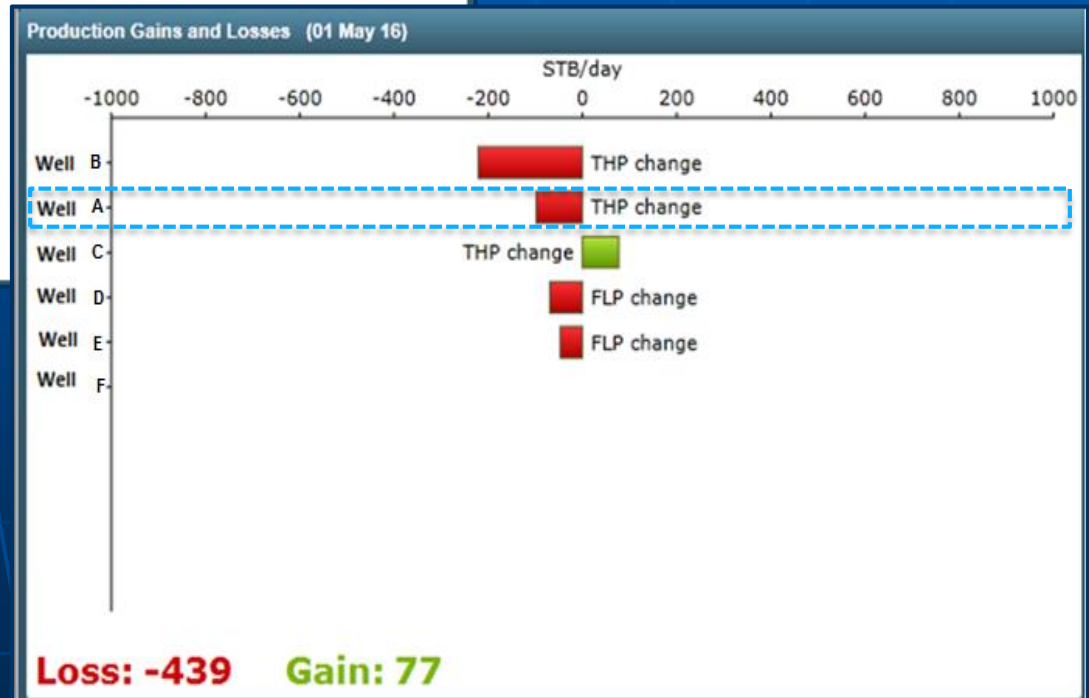 Production Gains and Losses (01 May 16)
STB/day
-1000 -800 -600 -400 -200 0 200 400 600 800 1000
Well B THP change
Well A THP change
Well C THP change
Well D FLP change
Well E FLP change
Well F
Loss: -439 Gain: 77